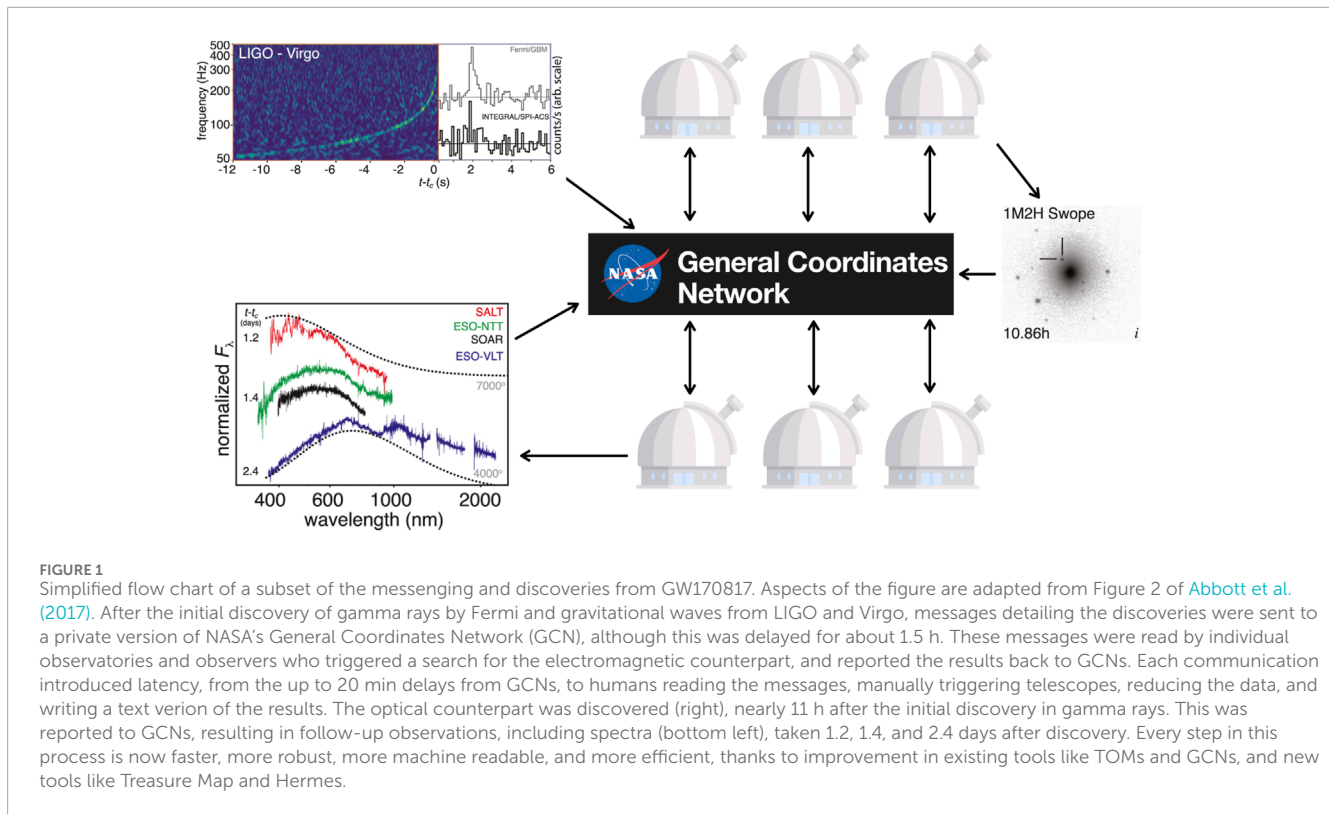 LIGO - Virgo
Fermi/GBM
INTEGRAL/SPI-ACS
frequency (Hz)
500
400
300
200
100
50
counts/s (arb. scale)
-12 -10 -8 -6 -4 -2 0 2 4 6
t-tc (s)
NASA
General Coordinates
Network
1M2H Swope
10.86h i
t-tc
(days)
1.2
1.4
2.4
SALT
ESO-NTT
SOAR
ESO-VLT
7000°
4000°
normalized Fλ
400 600 1000 2000
wavelength (nm)
FIGURE 1
Simplified flow chart of a subset of the messenging and discoveries from GW170817. Aspects of the figure are adapted from Figure 2 of Abbott et al.
(2017). After the initial discovery of gamma rays by Fermi and gravitational waves from LIGO and Virgo, messages detailing the discoveries were sent to
a private version of NASA's General Coordinates Network (GCN), although this was delayed for about 1.5 h. These messages were read by individual
observatories and observers who triggered a search for the electromagnetic counterpart, and reported the results back to GCNs. Each communication
introduced latency, from the up to 20 min delays from GCNs, to humans reading the messages, manually triggering telescopes, reducing the data, and
writing a text verion of the results. The optical counterpart was discovered (right), nearly 11 h after the initial discovery in gamma rays. This was
reported to GCNs, resulting in follow-up observations, including spectra (bottom left), taken 1.2, 1.4, and 2.4 days after discovery. Every step in this
process is now faster, more robust, more machine readable, and more efficient, thanks to improvement in existing tools like TOMs and GCNs, and new
tools like Treasure Map and Hermes.